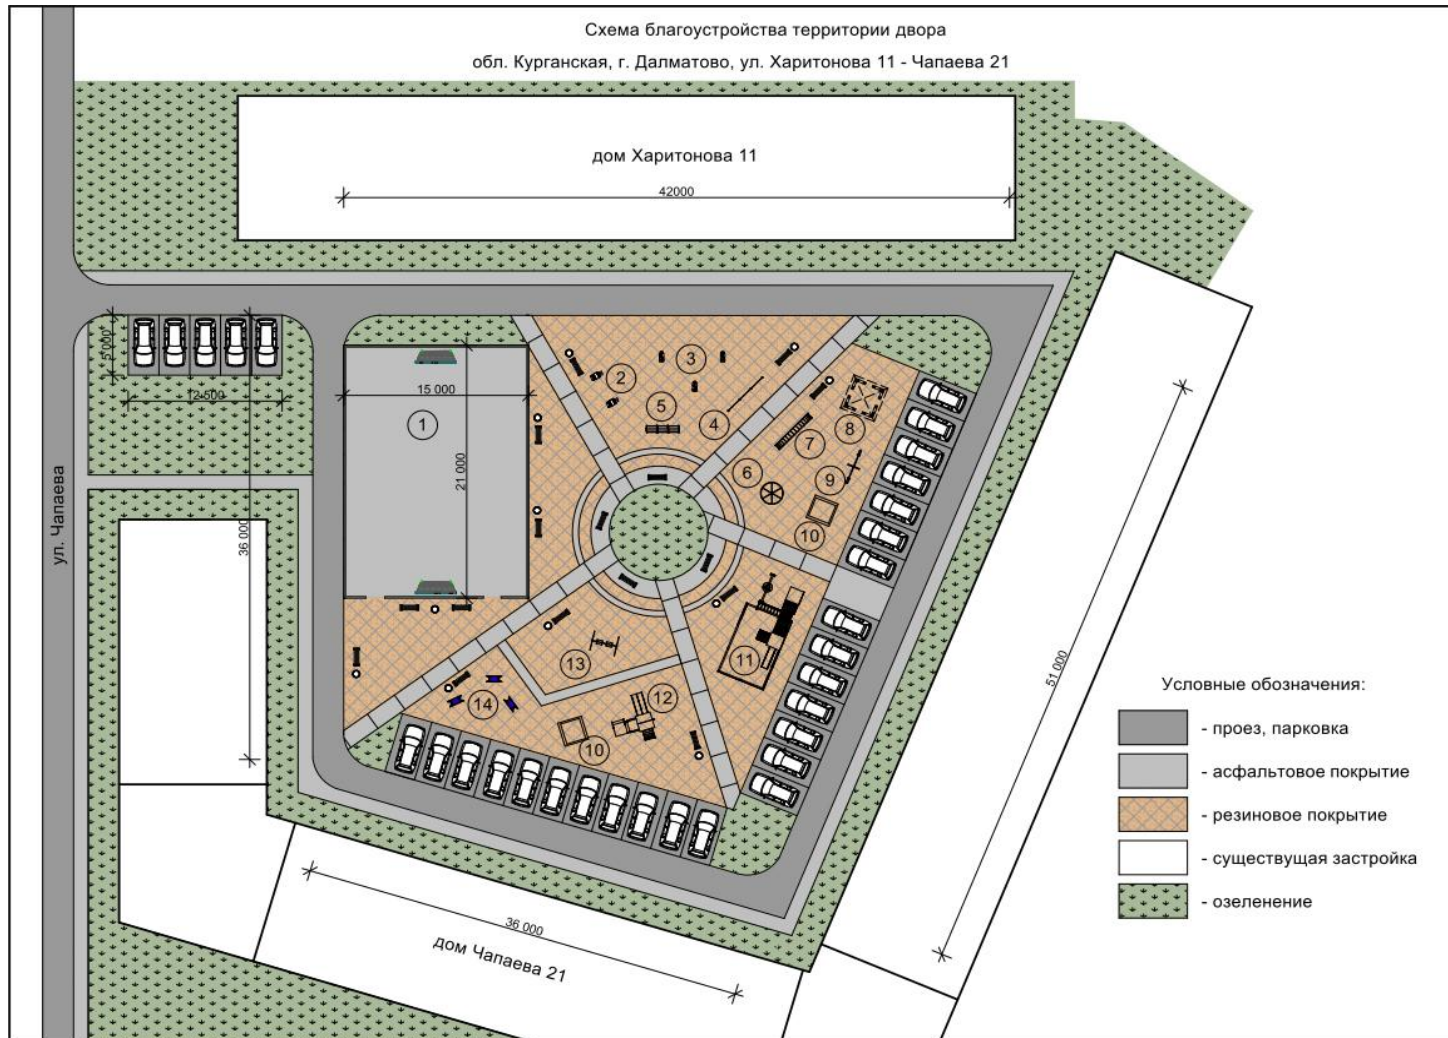 Схема благоустройства территории двора
обл. Курганская, г. Далматово, ул. Харитонова 11 - Чапаева 21
дом Харитонова 11
42000
5 000
12 500
36 000
ул. Чапаева
15 000
21 000
1
2
3
4
5
6
7
8
9
10
11
12
13
14
10
51 000
36 000
дом Чапаева 21
Условные обозначения:
- проез, парковка
- асфальтовое покрытие
- резиновое покрытие
- существущая застройка
- озеленение